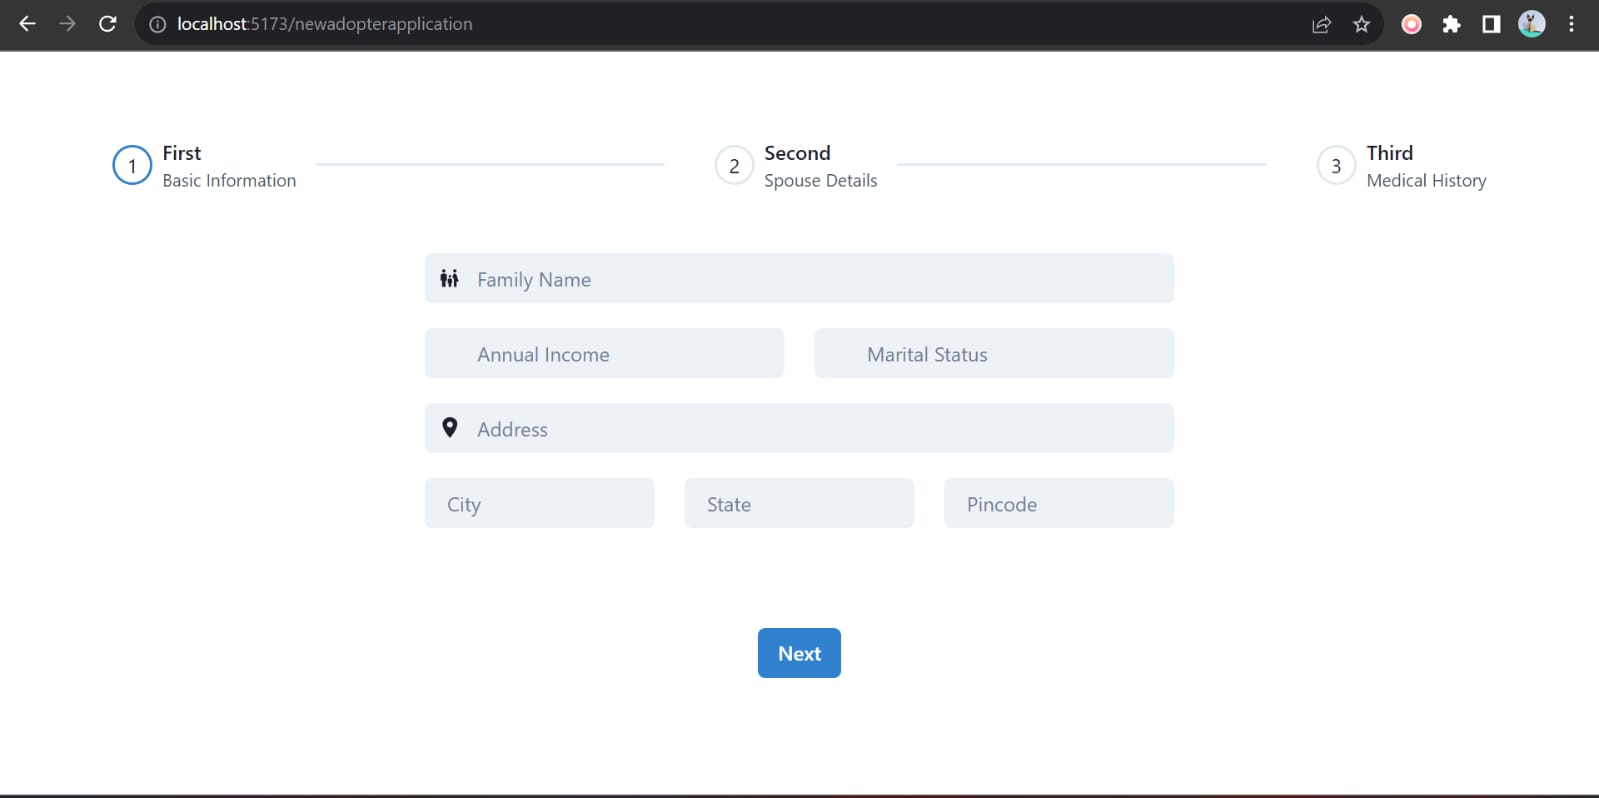 localhost:5173/newadopterapplication
1 First
Basic Information
2 Second
Spouse Details
3 Third
Medical History
Family Name
Annual Income
Marital Status
Address
City
State
Pincode
Next